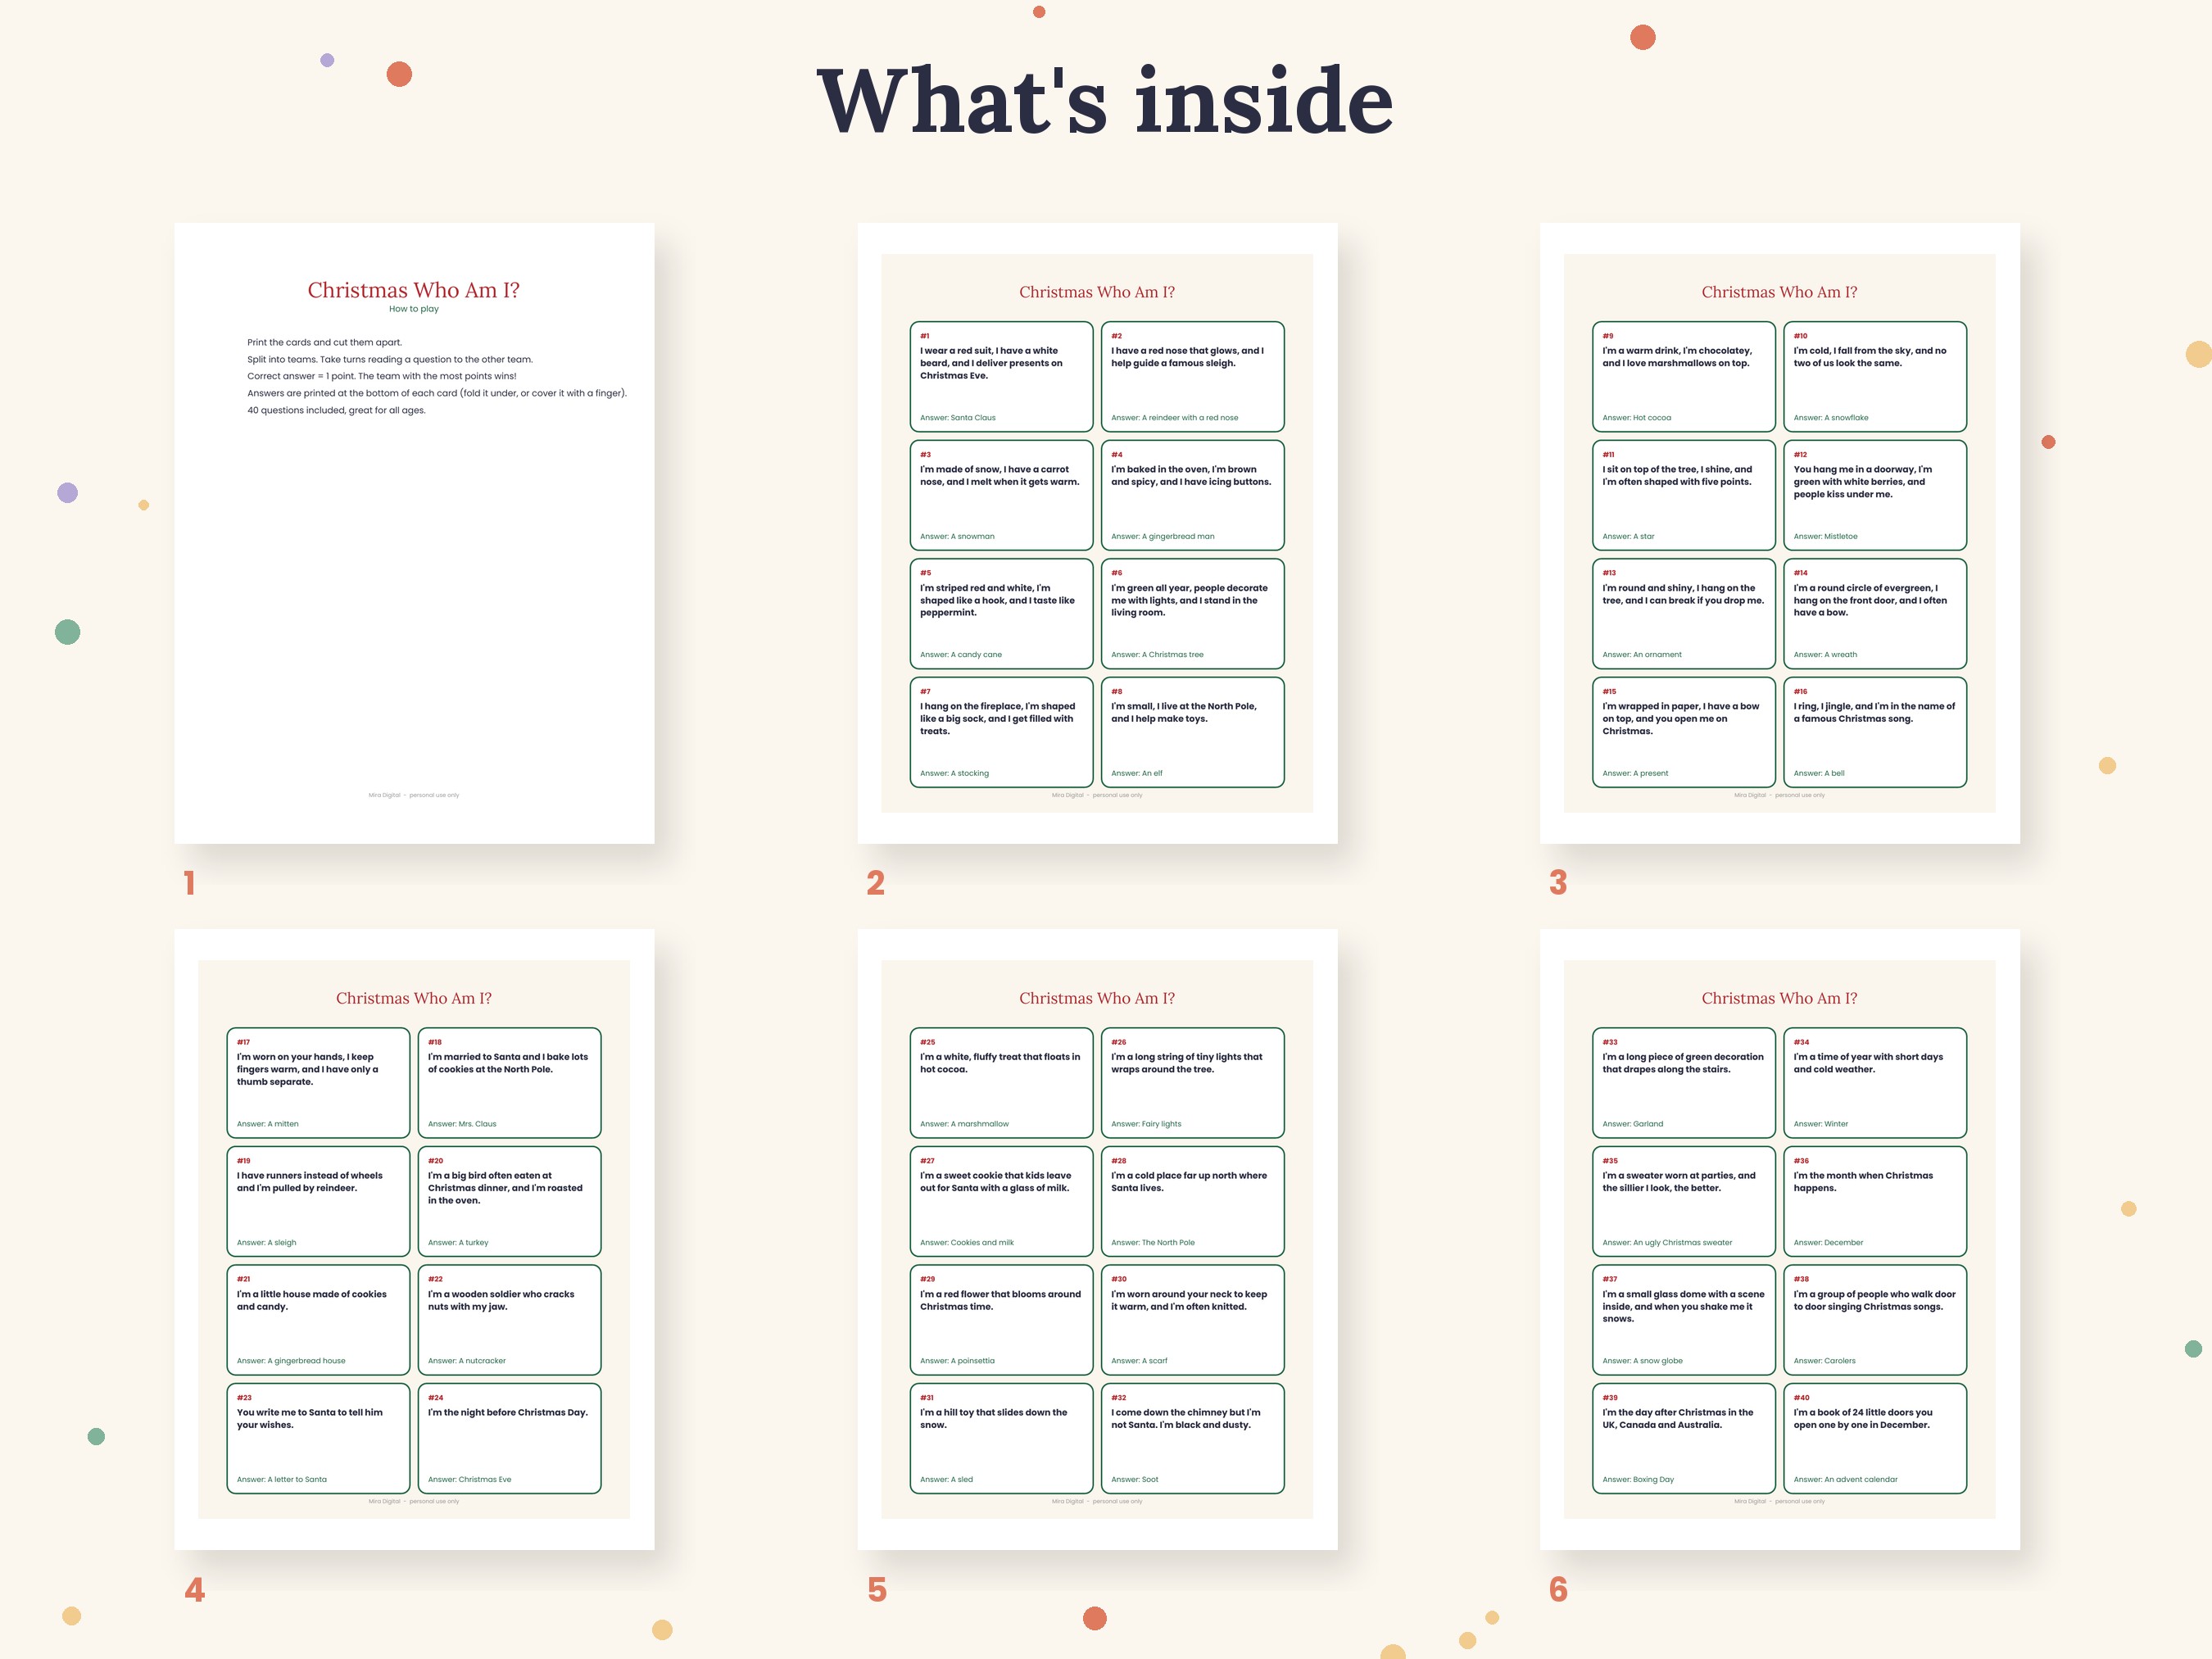 What's inside
Christmas Who Am I?
How to play
Print the cards and cut them apart.
Split into teams. Take turns reading a question to the other team.
Correct answer = 1 point. The team with the most points wins!
Answers are printed at the bottom of each card (fold it under, or cover it with a finger).
40 questions included, great for all ages.
Mira Digital - personal use only
1
Christmas Who Am I?
#1
I wear a red suit, I have a white
beard, and I deliver presents on
Christmas Eve.
Answer: Santa Claus
#2
I have a red nose that glows, and I
help guide a famous sleigh.
Answer: A reindeer with a red nose
#3
I'm made of snow, I have a carrot
nose, and I melt when it gets warm.
Answer: A snowman
#4
I'm baked in the oven, I'm brown
and spicy, and I have icing buttons.
Answer: A gingerbread man
#5
I'm striped red and white, I'm
shaped like a hook, and I taste like
peppermint.
Answer: A candy cane
#6
I'm green all year, people decorate
me with lights, and I stand in the
living room.
Answer: A Christmas tree
#7
I hang on the fireplace, I'm shaped
like a big sock, and I get filled with
treats.
Answer: A stocking
#8
I'm small, I live at the North Pole,
and I help make toys.
Answer: An elf
Mira Digital - personal use only
2
Christmas Who Am I?
#9
I'm a warm drink, I'm chocolatey,
and I love marshmallows on top.
Answer: Hot cocoa
#10
I'm cold, I fall from the sky, and no
two of us look the same.
Answer: A snowflake
#11
I sit on top of the tree, I shine, and
I'm often shaped with five points.
Answer: A star
#12
You hang me in a doorway, I'm
green with white berries, and
people kiss under me.
Answer: Mistletoe
#13
I'm round and shiny, I hang on the
tree, and I can break if you drop me.
Answer: An ornament
#14
I'm a round circle of evergreen, I
hang on the front door, and I often
have a bow.
Answer: A wreath
#15
I'm wrapped in paper, I have a bow
on top, and you open me on
Christmas.
Answer: A present
#16
I ring, I jingle, and I'm in the name of
a famous Christmas song.
Answer: A bell
Mira Digital - personal use only
3
Christmas Who Am I?
#17
I'm worn on your hands, I keep
fingers warm, and I have only a
thumb separate.
Answer: A mitten
#18
I'm married to Santa and I bake lots
of cookies at the North Pole.
Answer: Mrs. Claus
#19
I have runners instead of wheels
and I'm pulled by reindeer.
Answer: A sleigh
#20
I'm a big bird often eaten at
Christmas dinner, and I'm roasted
in the oven.
Answer: A turkey
#21
I'm a little house made of cookies
and candy.
Answer: A gingerbread house
#22
I'm a wooden soldier who cracks
nuts with my jaw.
Answer: A nutcracker
#23
You write me to Santa to tell him
your wishes.
Answer: A letter to Santa
#24
I'm the night before Christmas Day.
Answer: Christmas Eve
Mira Digital - personal use only
4
Christmas Who Am I?
#25
I'm a white, fluffy treat that floats in
hot cocoa.
Answer: A marshmallow
#26
I'm a long string of tiny lights that
wraps around the tree.
Answer: Fairy lights
#27
I'm a sweet cookie that kids leave
out for Santa with a glass of milk.
Answer: Cookies and milk
#28
I'm a cold place far up north where
Santa lives.
Answer: The North Pole
#29
I'm a red flower that blooms around
Christmas time.
Answer: A poinsettia
#30
I'm worn around your neck to keep
it warm, and I'm often knitted.
Answer: A scarf
#31
I'm a hill toy that slides down the
snow.
Answer: A sled
#32
I come down the chimney but I'm
not Santa. I'm black and dusty.
Answer: Soot
Mira Digital - personal use only
5
Christmas Who Am I?
#33
I'm a long piece of green decoration
that drapes along the stairs.
Answer: Garland
#34
I'm a time of year with short days
and cold weather.
Answer: Winter
#35
I'm a sweater worn at parties, and
the sillier I look, the better.
Answer: An ugly Christmas sweater
#36
I'm the month when Christmas
happens.
Answer: December
#37
I'm a small glass dome with a scene
inside, and when you shake me it
snows.
Answer: A snow globe
#38
I'm a group of people who walk door
to door singing Christmas songs.
Answer: Carolers
#39
I'm the day after Christmas in the
UK, Canada and Australia.
Answer: Boxing Day
#40
I'm a book of 24 little doors you
open one by one in December.
Answer: An advent calendar
Mira Digital - personal use only
6